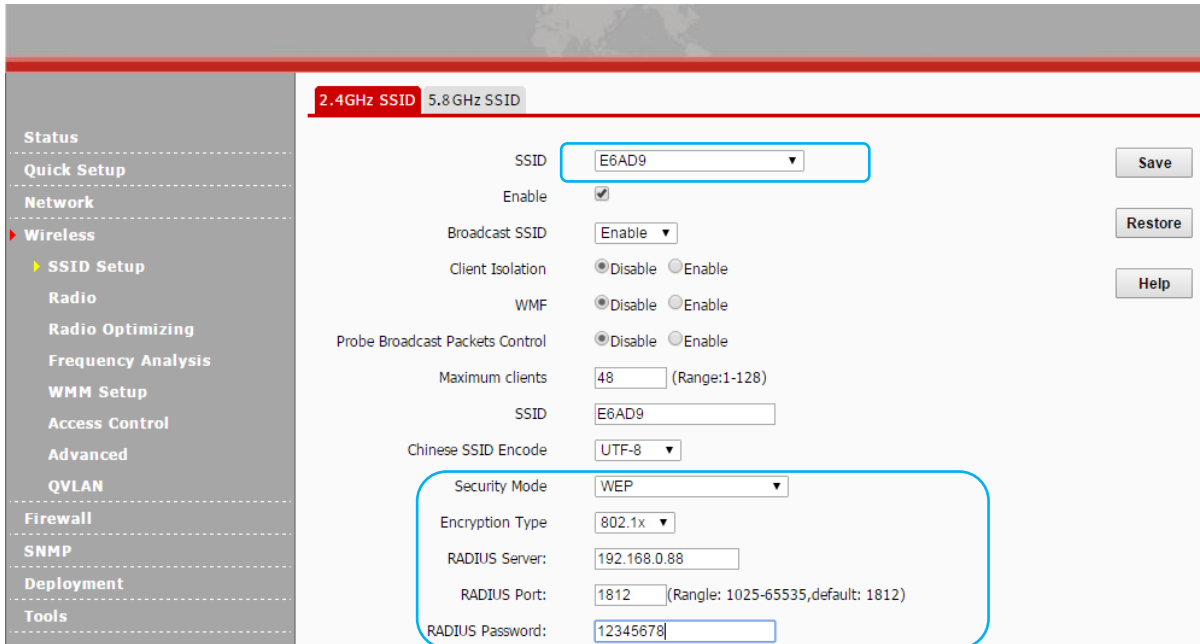 2.4GHz SSID 5.8GHz SSID
Status
Quick Setup
Network
Wireless
SSID Setup
Radio
Radio Optimizing
Frequency Analysis
WMM Setup
Access Control
Advanced
QVLAN
Firewall
SNMP
Deployment
Tools
SSID E6AD9
Enable
Broadcast SSID Enable
Client Isolation Disable Enable
WMF Disable Enable
Probe Broadcast Packets Control Disable Enable
Maximum clients 48 (Range:1-128)
SSID E6AD9
Chinese SSID Encode UTF-8
Security Mode WEP
Encryption Type 802.1x
RADIUS Server: 192.168.0.88
RADIUS Port: 1812 (Rangle: 1025-65535,default: 1812)
RADIUS Password: 12345678
Save
Restore
Help